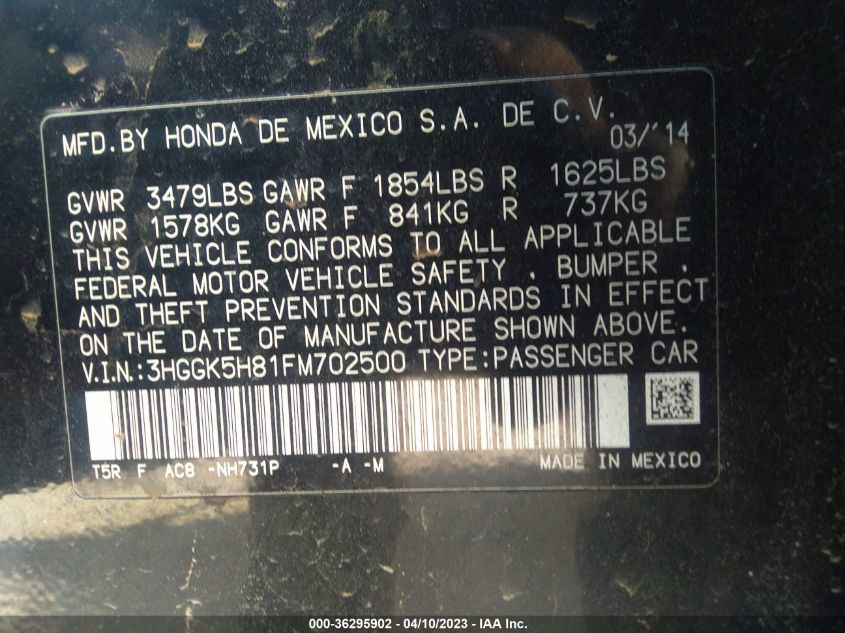 MFD.BY HONDA DE MEXICO S.A. DE C.V.
03/'14
GVWR 3479LBS GAWR F 1854LBS R 1625LBS
GVWR 1578KG GAWR F 841KG R 737KG
THIS VEHICLE CONFORMS TO ALL APPLICABLE
FEDERAL MOTOR VEHICLE SAFETY , BUMPER ,
AND THEFT PREVENTION STANDARDS IN EFFECT
ON THE DATE OF MANUFACTURE SHOWN ABOVE.
V.I.N.:3HGGK5H81FM702500 TYPE:PASSENGER CAR
T5R F AC8 -NH731P -A -M MADE IN MEXICO
000-36295902 - 04/10/2023 - IAA Inc.